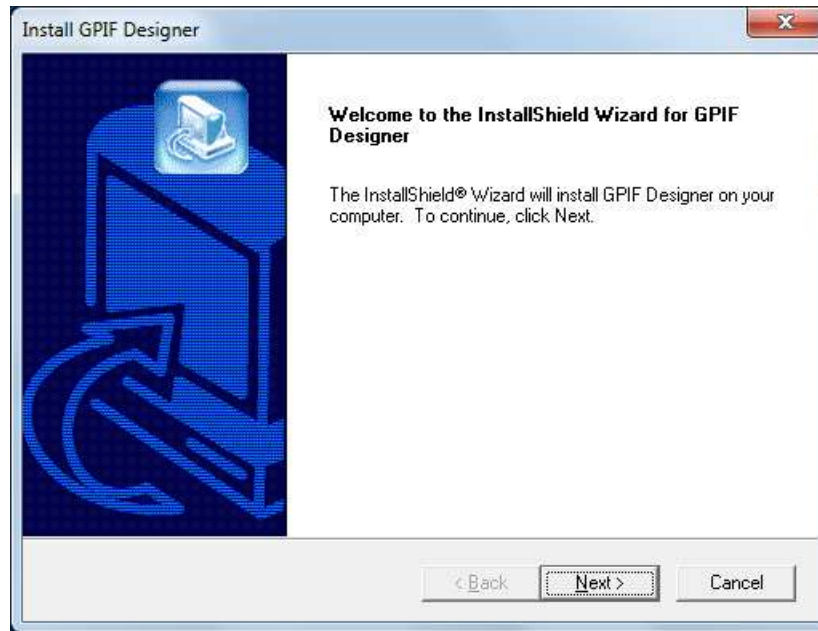 Install GPIF Designer
Welcome to the InstallShield Wizard for GPIF
Designer
The InstallShield® Wizard will install GPIF Designer on your
computer. To continue, click Next.
< Back
Next >
Cancel